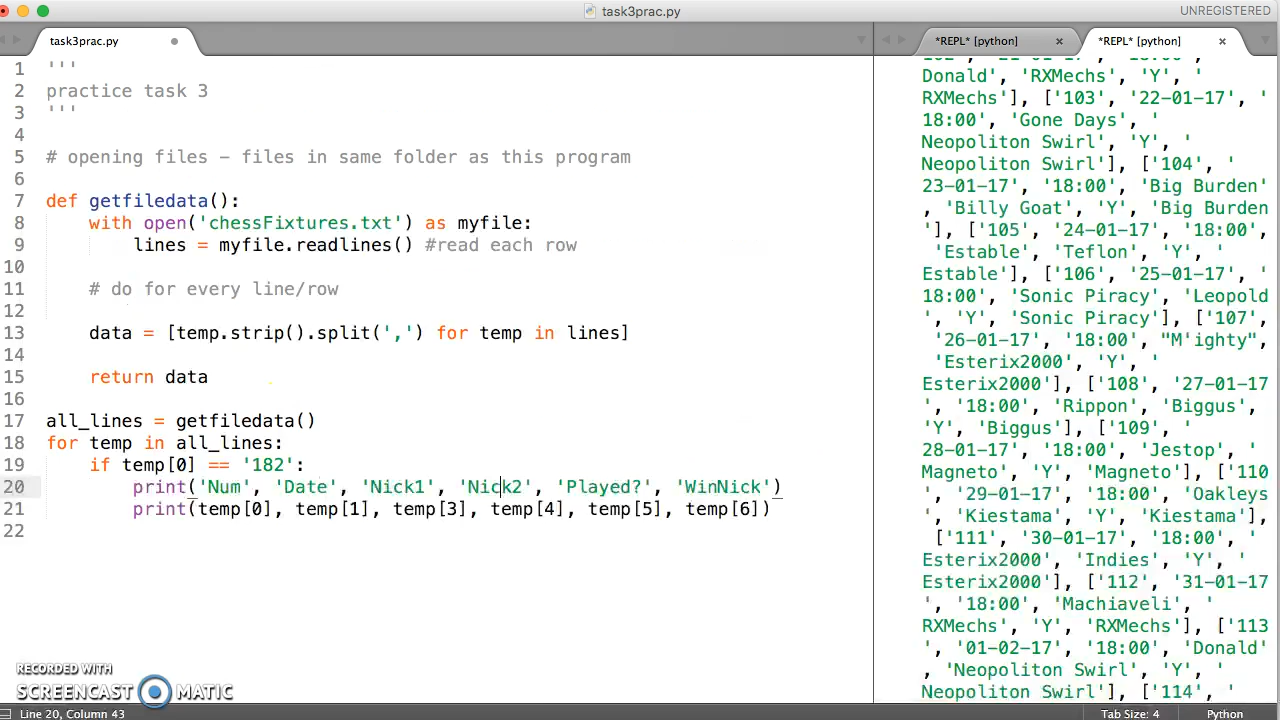 task3prac.py
UNREGISTERED
task3prac.py
*REPL* [python]
*REPL* [python]
1 '''
2 practice task 3
3 '''
4
5 # opening files – files in same folder as this program
6
7 def getfiledata():
8 with open('chessFixtures.txt') as myfile:
9 lines = myfile.readlines() #read each row
10
11 # do for every line/row
12
13 data = [temp.strip().split(',') for temp in lines]
14
15 return data
16
17 all_lines = getfiledata()
18 for temp in all_lines:
19 if temp[0] == '182':
20 print('Num', 'Date', 'Nick1', 'Nick2', 'Played?', 'WinNick')
21 print(temp[0], temp[1], temp[3], temp[4], temp[5], temp[6])
22
Donald', 'RXMechs', 'Y', '
RXMechs'], ['103', '22-01-17', '
18:00', 'Gone Days', '
Neopoliton Swirl', 'Y', '
Neopoliton Swirl'], ['104', '
23-01-17', '18:00', 'Big Burden'
, 'Billy Goat', 'Y', 'Big Burden
'], ['105', '24-01-17', '18:00',
'Estable', 'Teflon', 'Y', '
Estable'], ['106', '25-01-17', '
18:00', 'Sonic Piracy', 'Leopold
', 'Y', 'Sonic Piracy'], ['107',
'26-01-17', '18:00', "M'ighty",
'Esterix2000', 'Y', '
Esterix2000'], ['108', '27-01-17
', '18:00', 'Rippon', 'Biggus',
'Y', 'Biggus'], ['109', '
28-01-17', '18:00', 'Jestop', '
Magneto', 'Y', 'Magneto'], ['110
', '29-01-17', '18:00', 'Oakleys
', 'Kiestama', 'Y', 'Kiestama'],
['111', '30-01-17', '18:00', '
Esterix2000', 'Indies', 'Y', '
Esterix2000'], ['112', '31-01-17
', '18:00', 'Machiaveli', '
RXMechs', 'Y', 'RXMechs'], ['113
', '01-02-17', '18:00', 'Donald'
, 'Neopoliton Swirl', 'Y', '
Neopoliton Swirl'], ['114', '
RECORDED WITH
SCREENCAST MATIC
Line 20, Column 43
Tab Size: 4
Python